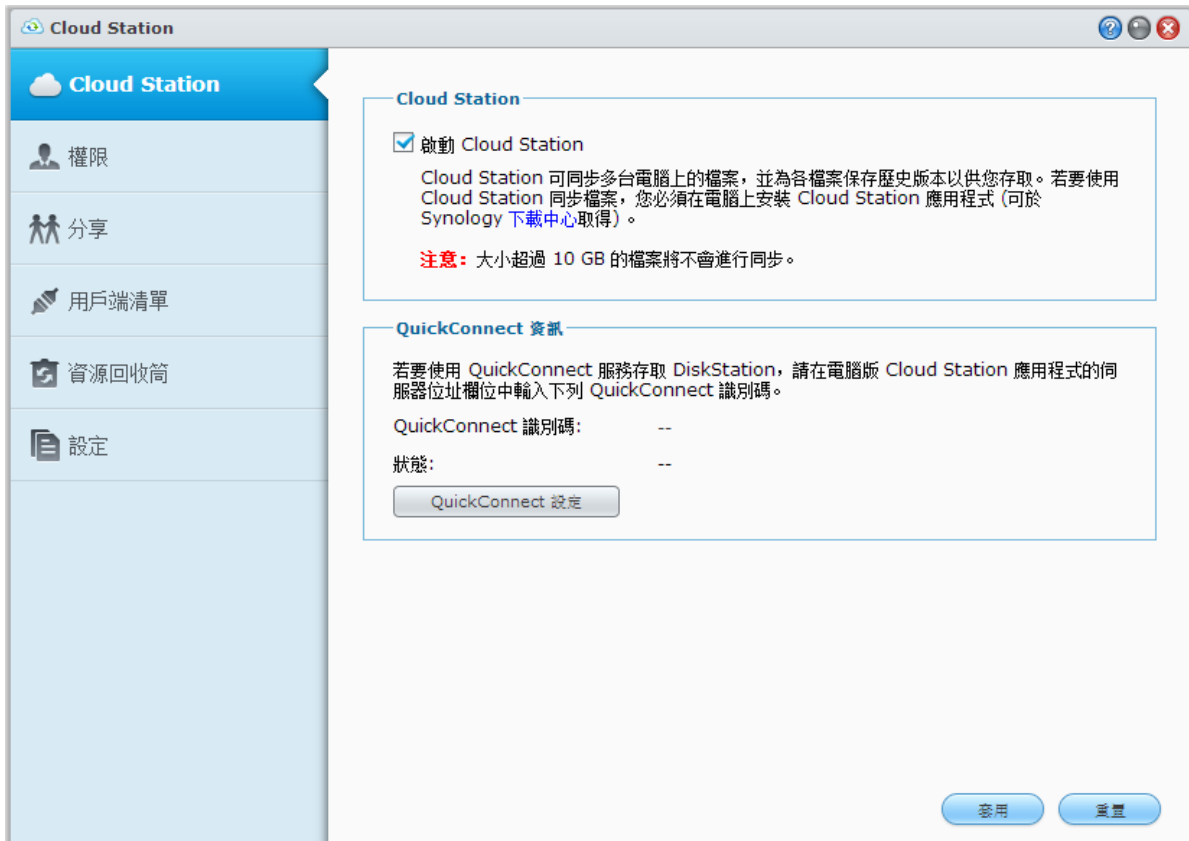 Cloud Station
Cloud Station
權限
分享
用戶端清單
資源回收筒
設定
Cloud Station
啟動 Cloud Station
Cloud Station 可同步多台電腦上的檔案，並為各檔案保存歷史版本以供您存取。若要使用
Cloud Station 同步檔案，您必須在電腦上安裝 Cloud Station 應用程式 (可於
Synology 下載中心取得) 。
注意： 大小超過 10 GB 的檔案將不會進行同步。
QuickConnect 資訊
若要使用 QuickConnect 服務存取 DiskStation，請在電腦版 Cloud Station 應用程式的伺
服器位址欄位中輸入下列 QuickConnect 識別碼。
QuickConnect 識別碼: --
狀態: --
QuickConnect 設定
套用 重置